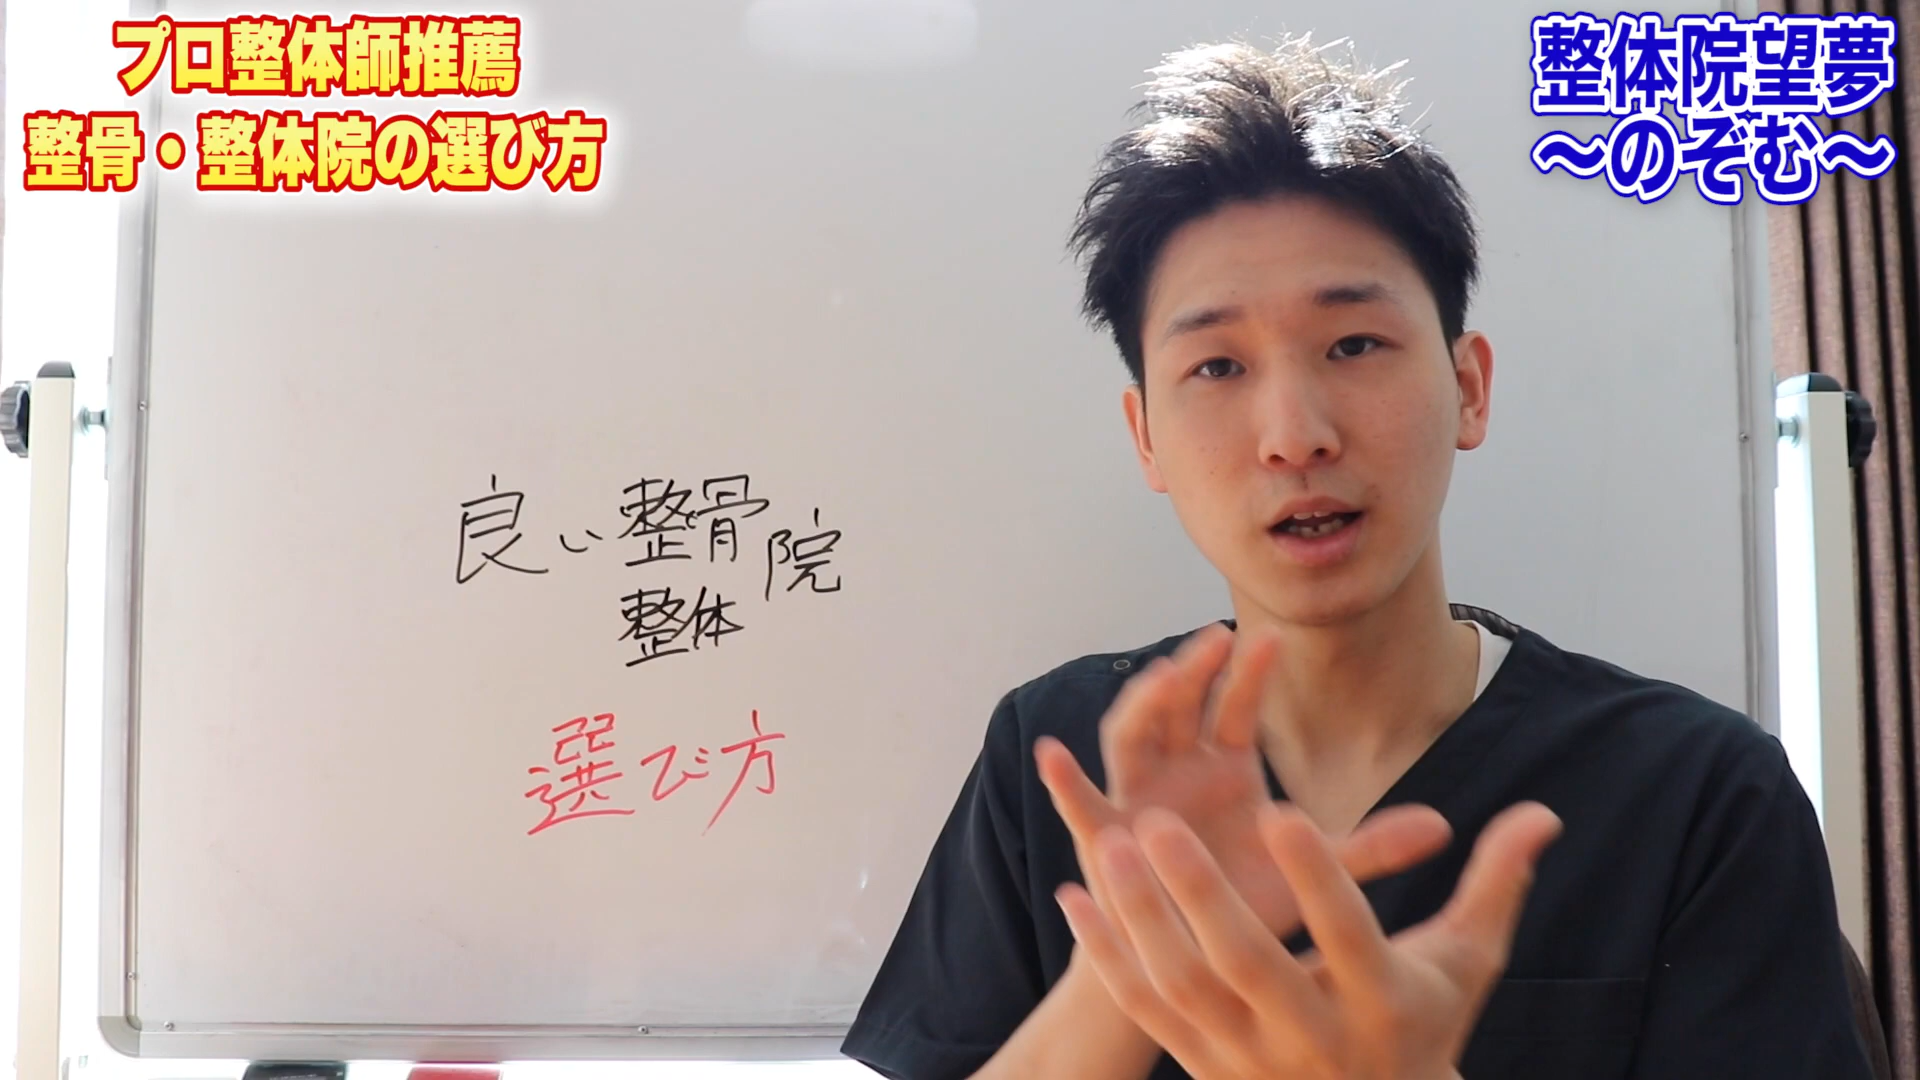 プロ整体師推薦
整骨・整体院の選び方
整体院望夢
～のぞむ～
良い整骨院
整体
選び方